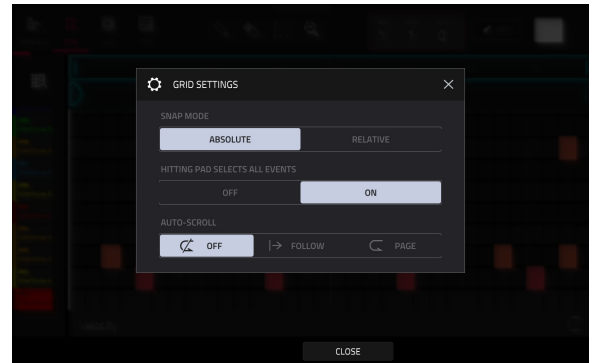 GRID SETTINGS
SNAP MODE
ABSOLUTE RELATIVE
HITTING PAD SELECTS ALL EVENTS
OFF ON
AUTO-SCROLL
OFF FOLLOW PAGE
CLOSE